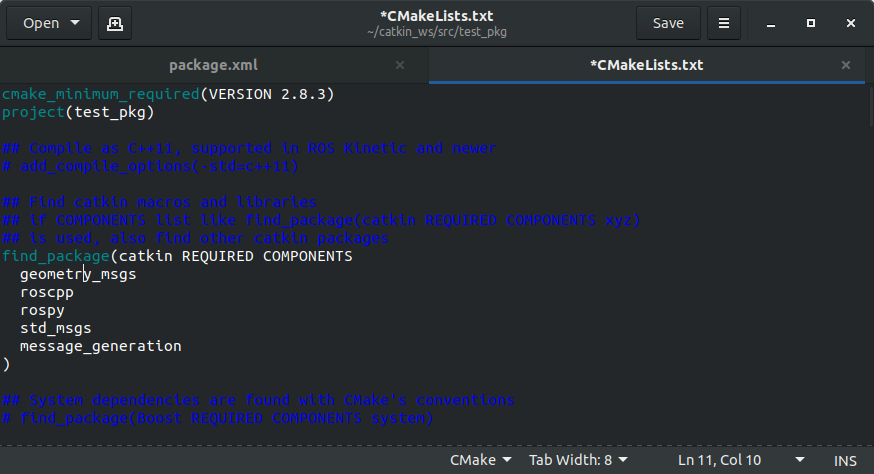 Open
*CMakeLists.txt
~/catkin_ws/src/test_pkg
Save
package.xml
*CMakeLists.txt
cmake_minimum_required(VERSION 2.8.3)
project(test_pkg)
## Compile as C++11, supported in ROS Kinetic and newer
# add_compile_options(-std=c++11)
## Find catkin macros and libraries
## if COMPONENTS list like find_package(catkin REQUIRED COMPONENTS xyz)
## is used, also find other catkin packages
find_package(catkin REQUIRED COMPONENTS
  geometry_msgs
  roscpp
  rospy
  std_msgs
  message_generation
)
## System dependencies are found with CMake's conventions
# find_package(Boost REQUIRED COMPONENTS system)
CMake
Tab Width: 8
Ln 11, Col 10
INS